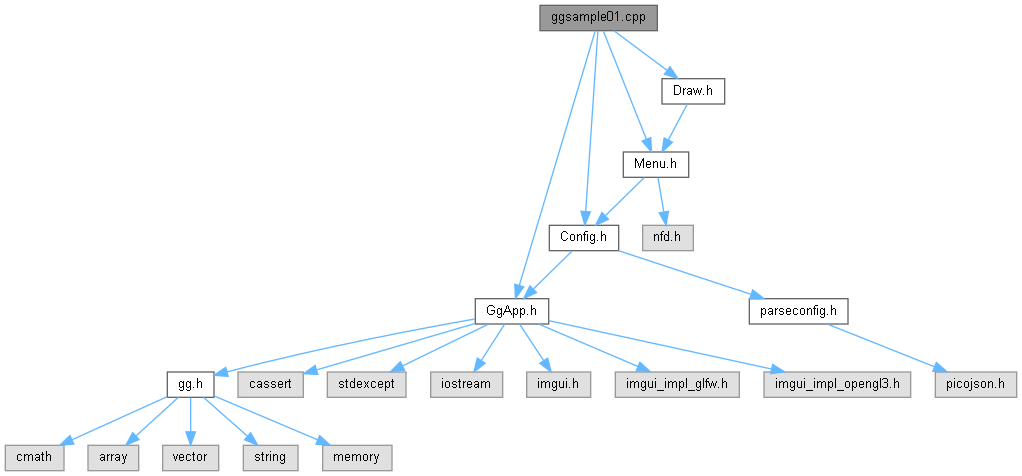 ggsample01.cpp
Draw.h
Menu.h
Config.h
nfd.h
GgApp.h
parseconfig.h
gg.h
cassert
stdexcept
iostream
imgui.h
imgui_impl_glfw.h
imgui_impl_opengl3.h
picojson.h
cmath
array
vector
string
memory